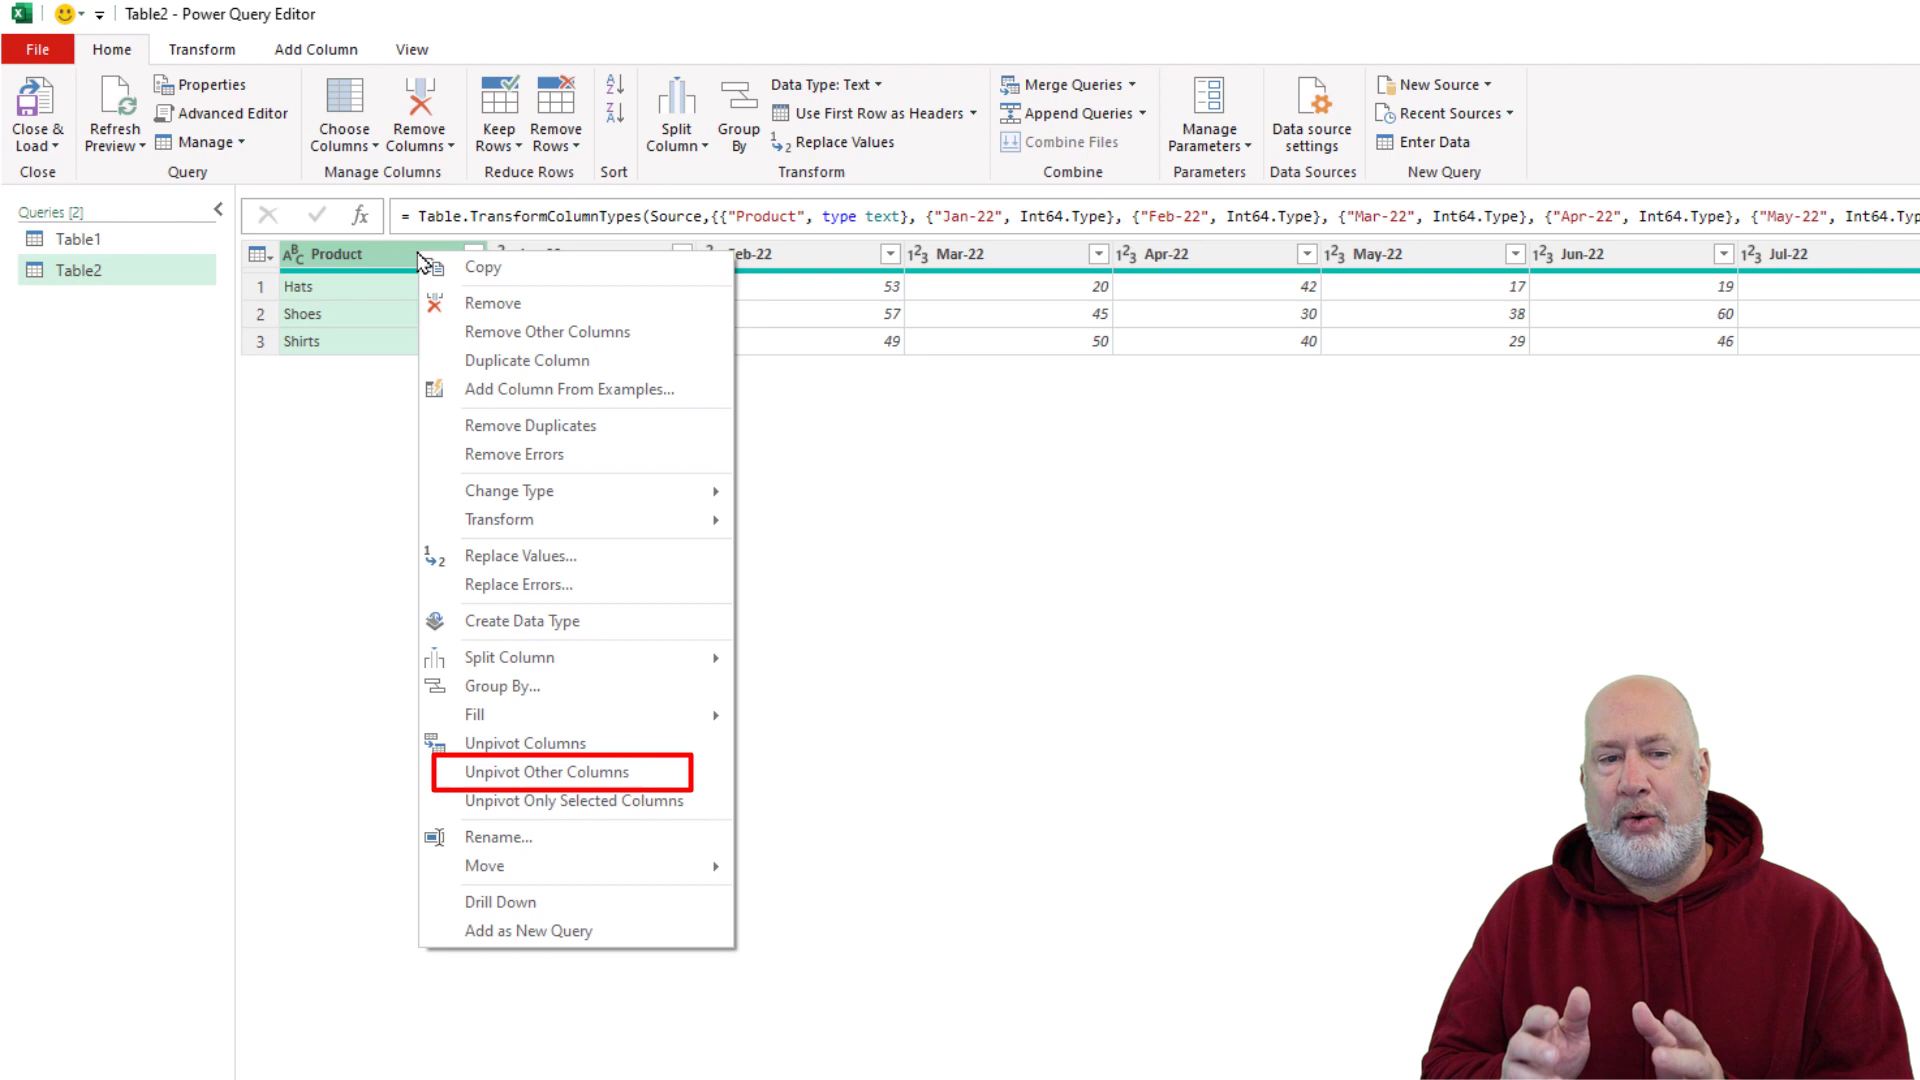 Table2 - Power Query Editor
File Home Transform Add Column View
Close & Load
Refresh Preview
Properties
Advanced Editor
Manage
Choose Columns
Remove Columns
Keep Rows
Remove Rows
Split Column
Group By
Data Type: Text
Use First Row as Headers
Replace Values
Merge Queries
Append Queries
Combine Files
Manage Parameters
Data source settings
New Source
Recent Sources
Enter Data
Close Query Manage Columns Reduce Rows Sort Transform Combine Parameters Data Sources New Query
Queries [2]
Table1
Table2
fx = Table.TransformColumnTypes(Source,{{"Product", type text}, {"Jan-22", Int64.Type}, {"Feb-22", Int64.Type}, {"Mar-22", Int64.Type}, {"Apr-22", Int64.Type}, {"May-22", Int64.Typ
ABC Product eb-22 123 Mar-22 123 Apr-22 123 May-22 123 Jun-22 123 Jul-22
1 Hats 53 20 42 17 19
2 Shoes 57 45 30 38 60
3 Shirts 49 50 40 29 46
Copy
Remove
Remove Other Columns
Duplicate Column
Add Column From Examples...
Remove Duplicates
Remove Errors
Change Type
Transform
Replace Values...
Replace Errors...
Create Data Type
Split Column
Group By...
Fill
Unpivot Columns
Unpivot Other Columns
Unpivot Only Selected Columns
Rename...
Move
Drill Down
Add as New Query